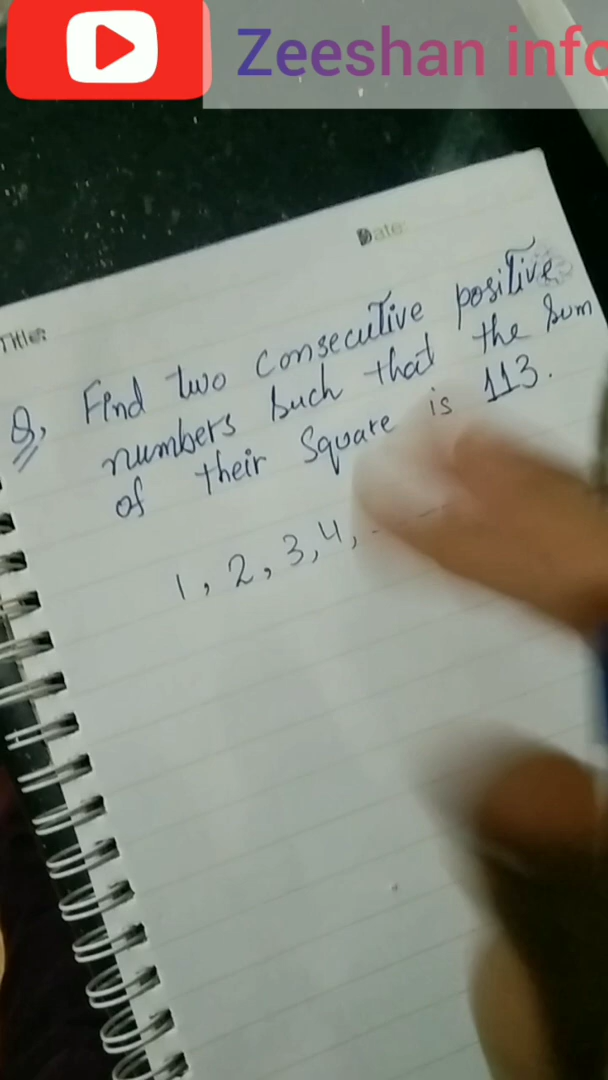 Zeeshan info
Date
Title:
Q, Find two consecutive positive
numbers such that the sum
of their square is 113.
1, 2, 3, 4, - - -